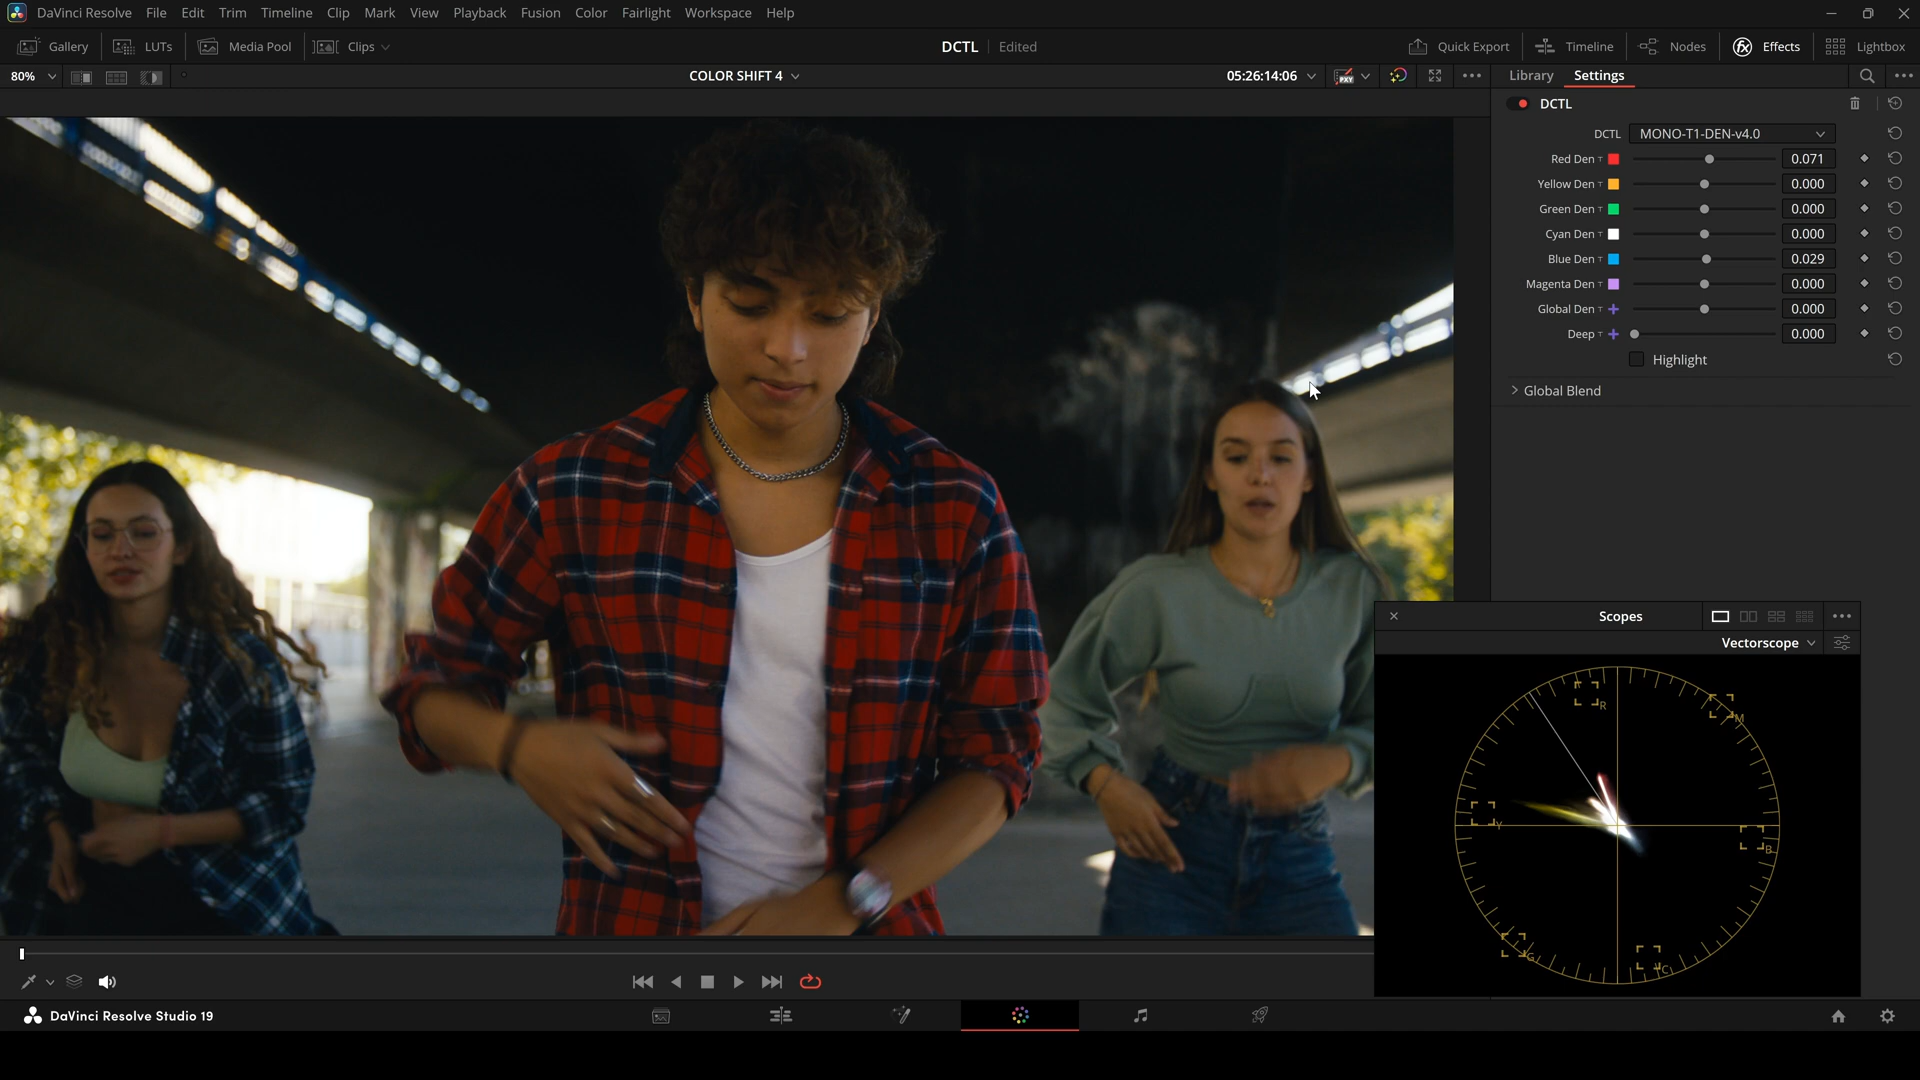 DaVinci Resolve File Edit Trim Timeline Clip Mark View Playback Fusion Color Fairlight Workspace Help
Gallery LUTs Media Pool Clips DCTL Edited Quick Export Timeline Nodes Effects Lightbox
80% COLOR SHIFT 4 05:26:14:06 PXY Library Settings
DCTL
DCTL MONO-T1-DEN-v4.0
Red Den 0.071
Yellow Den 0.000
Green Den 0.000
Cyan Den 0.000
Blue Den 0.029
Magenta Den 0.000
Global Den 0.000
Deep 0.000
Highlight
Global Blend
Scopes
Vectorscope
R
M
Y
B
G
C
DaVinci Resolve Studio 19